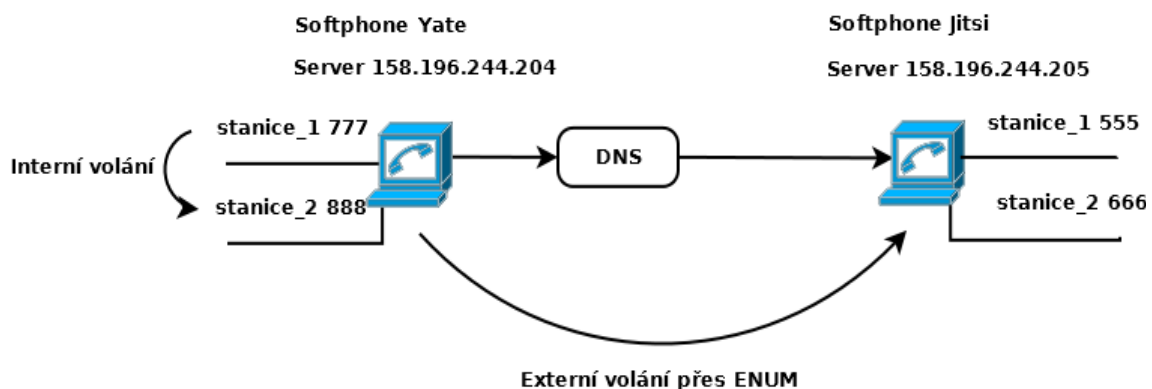 Softphone Yate
Server 158.196.244.204
Softphone Jitsi
Server 158.196.244.205
stanice_1 777
Interní volání
stanice_2 888
DNS
stanice_1 555
stanice_2 666
Externí volání přes ENUM